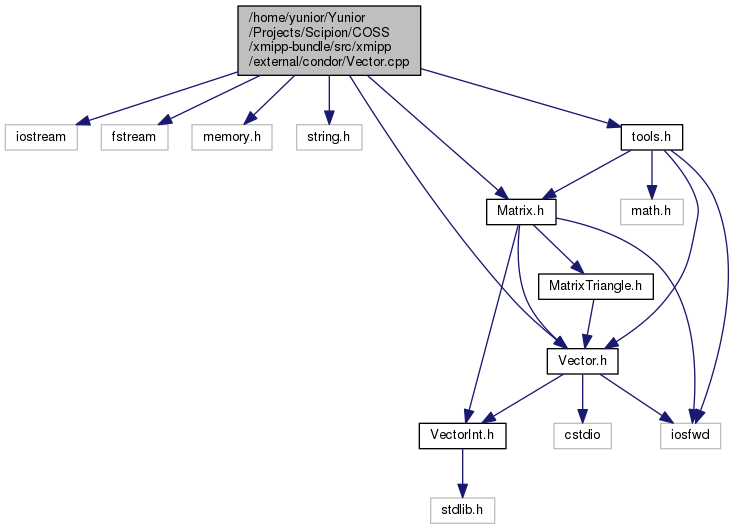 /home/yunior/Yunior
/Projects/Scipion/COSS
/xmipp-bundle/src/xmipp
/external/condor/Vector.cpp
iostream
fstream
memory.h
string.h
tools.h
Matrix.h
math.h
MatrixTriangle.h
Vector.h
VectorInt.h
cstdio
iosfwd
stdlib.h